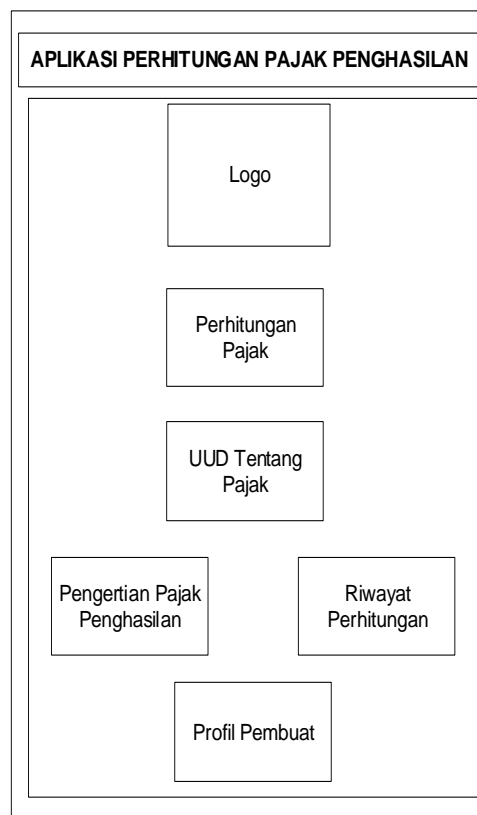 APLIKASI PERHITUNGAN PAJAK PENGHASILAN
Logo
Perhitungan
Pajak
UUD Tentang
Pajak
Pengertian Pajak
Penghasilan
Riwayat
Perhitungan
Profil Pembuat